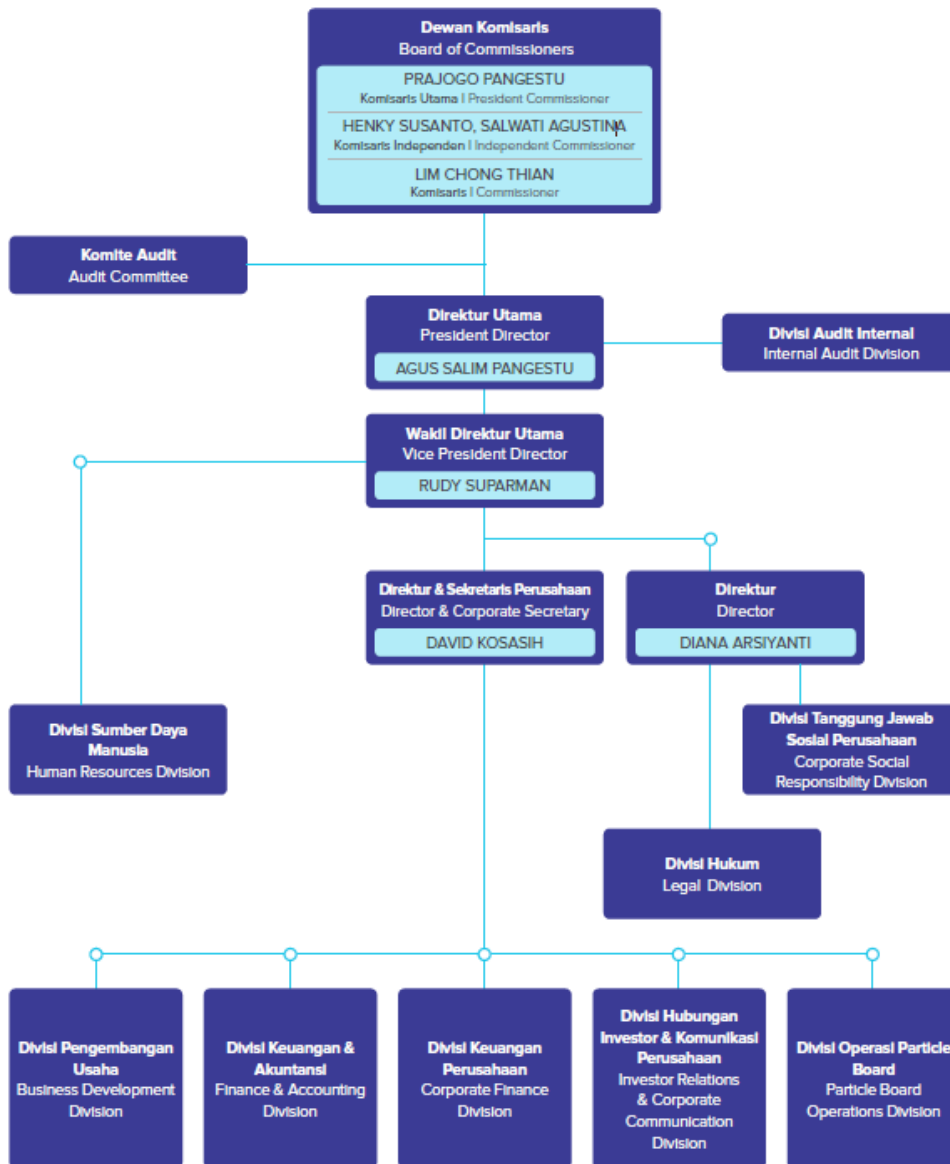 Dewan Komisaris
Board of Commissioners
PRAJOGO PANGESTU
Komisaris Utama | President Commissioner
HENKY SUSANTO, SALWATI AGUSTINA
Komisaris Independen | Independent Commissioner
LIM CHONG THIAN
Komisaris | Commissioner
Komite Audit
Audit Committee
Direktur Utama
President Director
AGUS SALIM PANGESTU
Divisi Audit Internal
Internal Audit Division
Wakil Direktur Utama
Vice President Director
RUDY SUPARMAN
Direktur & Sekretaris Perusahaan
Director & Corporate Secretary
DAVID KOSASIH
Direktur
Director
DIANA ARSIYANTI
Divisi Sumber Daya
Manusia
Human Resources Division
Divisi Tanggung Jawab
Sosial Perusahaan
Corporate Social
Responsibility Division
Divisi Hukum
Legal Division
Divisi Pengembangan
Usaha
Business Development
Division
Divisi Keuangan &
Akuntansi
Finance & Accounting
Division
Divisi Keuangan
Perusahaan
Corporate Finance
Division
Divisi Hubungan
Investor & Komunikasi
Perusahaan
Investor Relations
& Corporate
Communication
Division
Divisi Operasi Particle
Board
Particle Board
Operations Division